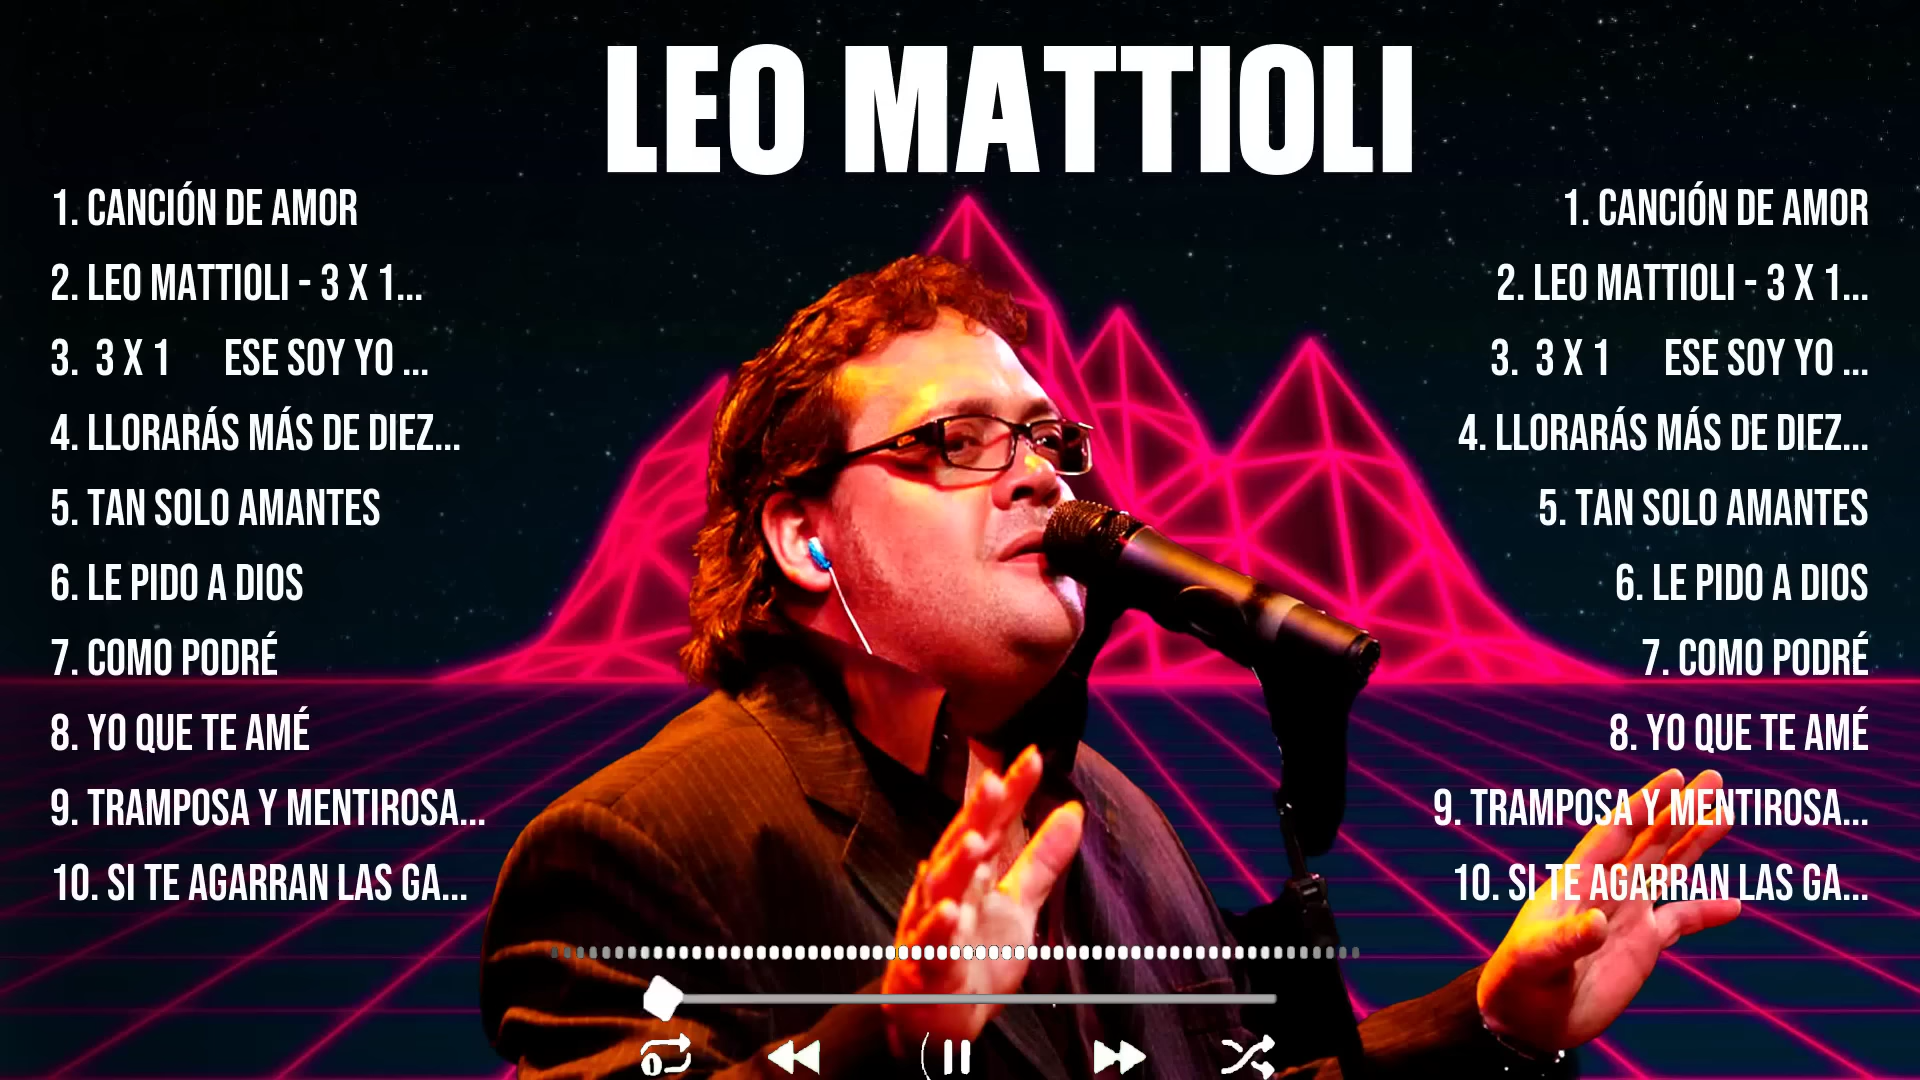 LEO MATTIOLI
1. CANCIÓN DE AMOR
2. LEO MATTIOLI - 3 X 1...
3. 3 X 1 ESE SOY YO ...
4. LLORARÁS MÁS DE DIEZ...
5. TAN SOLO AMANTES
6. LE PIDO A DIOS
7. COMO PODRÉ
8. YO QUE TE AMÉ
9. TRAMPOSA Y MENTIROSA...
10. SI TE AGARRAN LAS GA...
1. CANCIÓN DE AMOR
2. LEO MATTIOLI - 3 X 1...
3. 3 X 1 ESE SOY YO ...
4. LLORARÁS MÁS DE DIEZ...
5. TAN SOLO AMANTES
6. LE PIDO A DIOS
7. COMO PODRÉ
8. YO QUE TE AMÉ
9. TRAMPOSA Y MENTIROSA...
10. SI TE AGARRAN LAS GA...